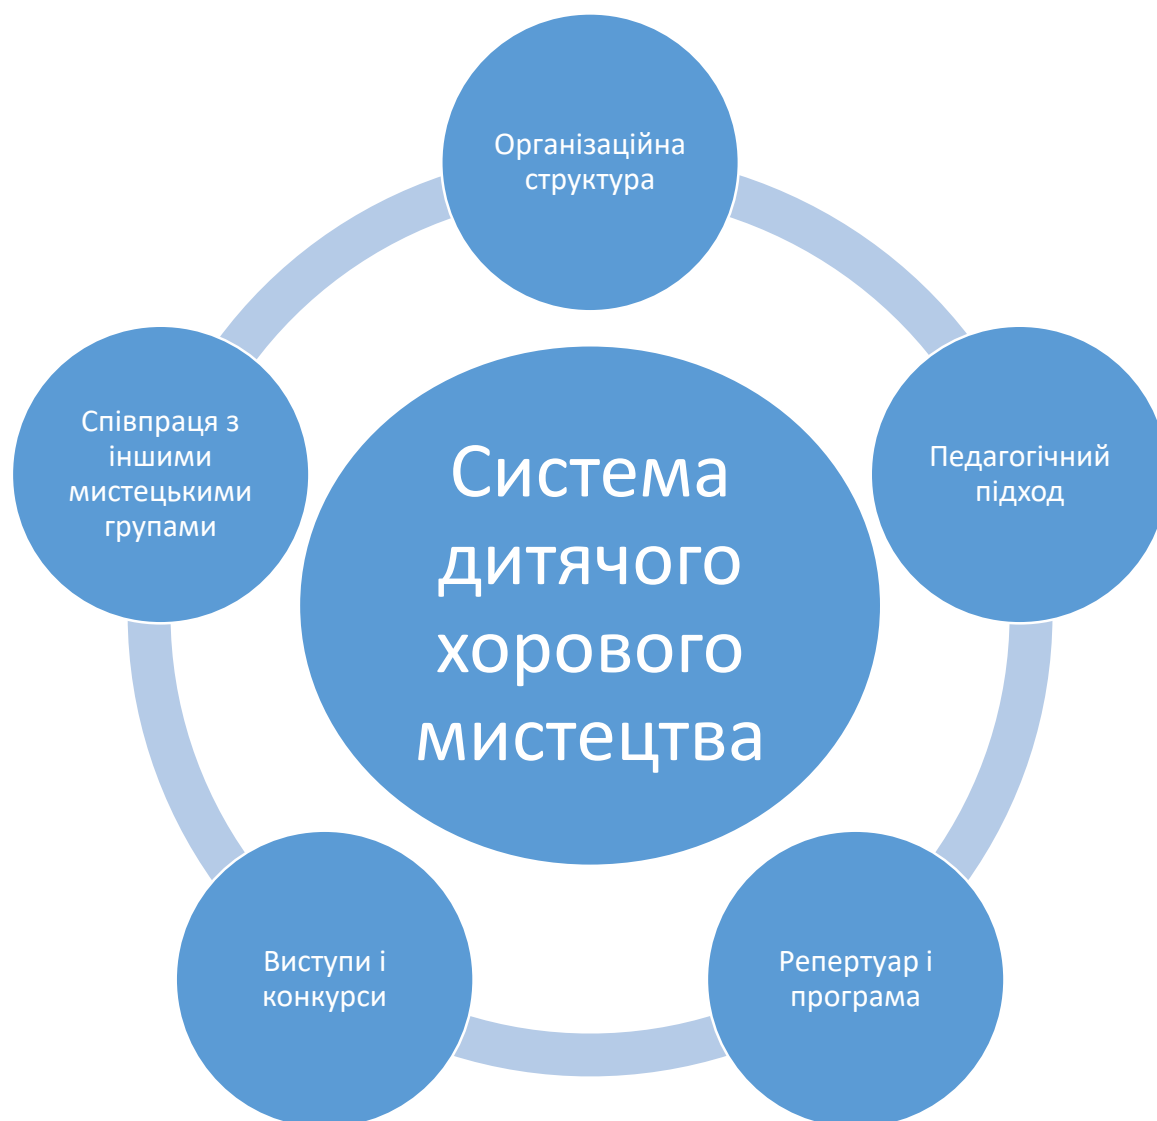 Організаційна
структура
Співпраця з
іншими
мистецькими
групами
Педагогічний
підход
Система
дитячого
хорового
мистецтва
Виступи і
конкурси
Репертуар і
програма